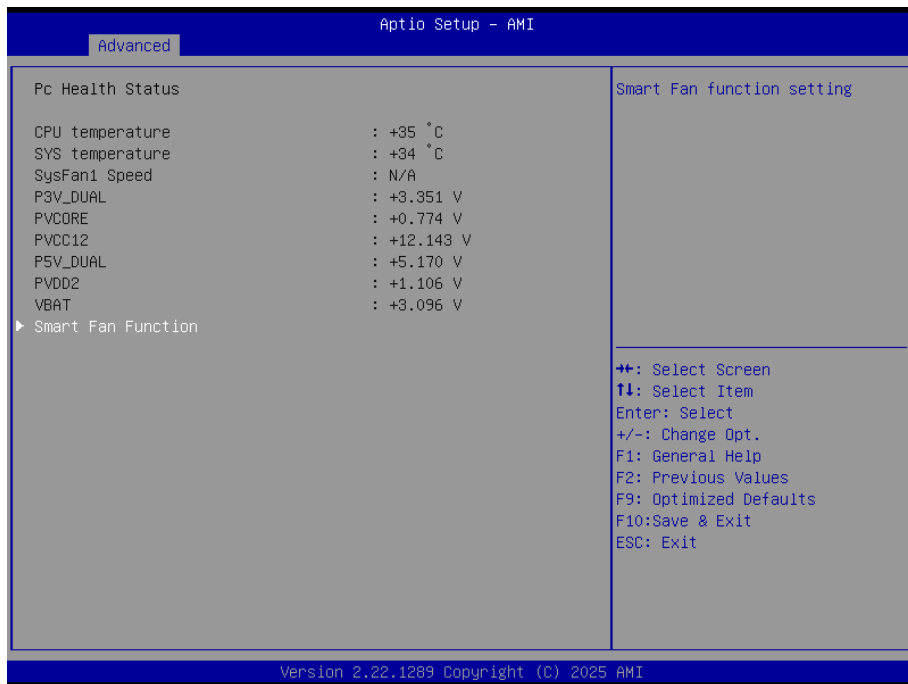 Aptio Setup - AMI
Advanced
Pc Health Status
CPU temperature : +35 °C
SYS temperature : +34 °C
SysFan1 Speed : N/A
P3V_DUAL : +3.351 V
PVCORE : +0.774 V
PVCC12 : +12.143 V
P5V_DUAL : +5.170 V
PVDD2 : +1.106 V
VBAT : +3.096 V
▶ Smart Fan Function
Smart Fan function setting
→←: Select Screen
↑↓: Select Item
Enter: Select
+/-: Change Opt.
F1: General Help
F2: Previous Values
F9: Optimized Defaults
F10:Save & Exit
ESC: Exit
Version 2.22.1289 Copyright (C) 2025 AMI